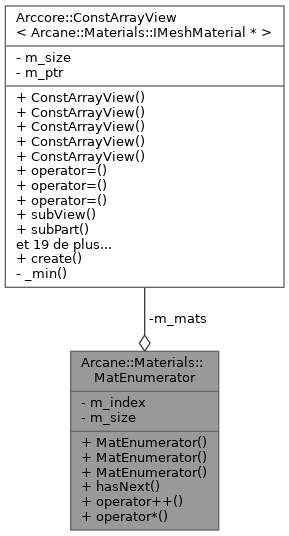 Arccore::ConstArrayView
< Arcane::Materials::IMeshMaterial * >
- m_size
- m_ptr
+ ConstArrayView()
+ ConstArrayView()
+ ConstArrayView()
+ ConstArrayView()
+ ConstArrayView()
+ operator=()
+ operator=()
+ operator=()
+ subView()
+ subPart()
et 19 de plus...
+ create()
- _min()
-m_mats
Arcane::Materials::
MatEnumerator
- m_index
- m_size
+ MatEnumerator()
+ MatEnumerator()
+ MatEnumerator()
+ hasNext()
+ operator++()
+ operator*()